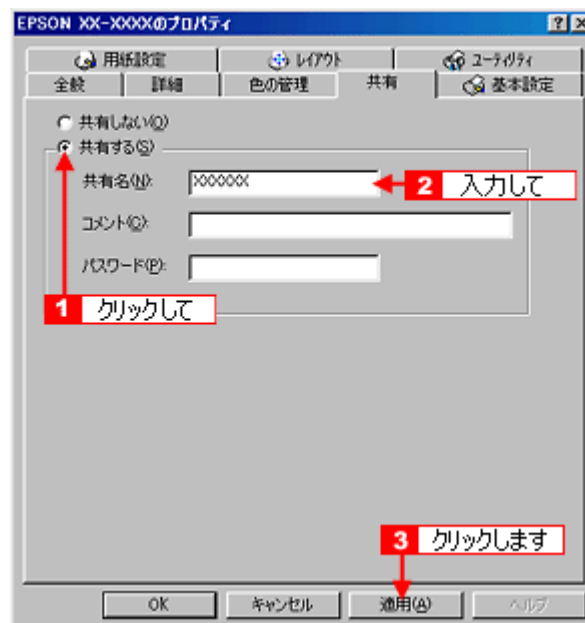 EPSON XX-XXXXのプロパティ
用紙設定 レイアウト ユーティリティ
全般 詳細 色の管理 共有 基本設定
共有しない(O)
共有する(S)
共有名(N): XXXXXX 2 入力して
コメント(C):
パスワード(P):
1 クリックして
3 クリックします
OK キャンセル 適用(A) ヘルプ